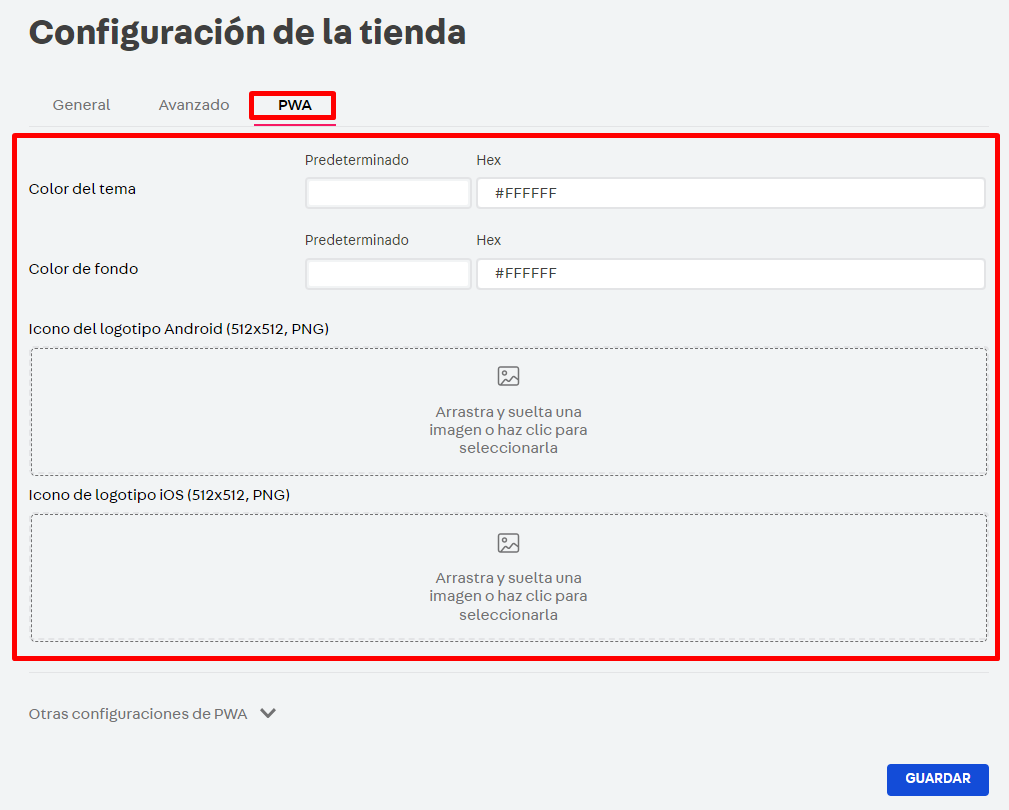 Configuración de la tienda
General Avanzado PWA
Predeterminado Hex
Color del tema #FFFFFF
Predeterminado Hex
Color de fondo #FFFFFF
Icono del logotipo Android (512x512, PNG)
Arrastra y suelta una
imagen o haz clic para
seleccionarla
Icono de logotipo iOS (512x512, PNG)
Arrastra y suelta una
imagen o haz clic para
seleccionarla
Otras configuraciones de PWA
GUARDAR